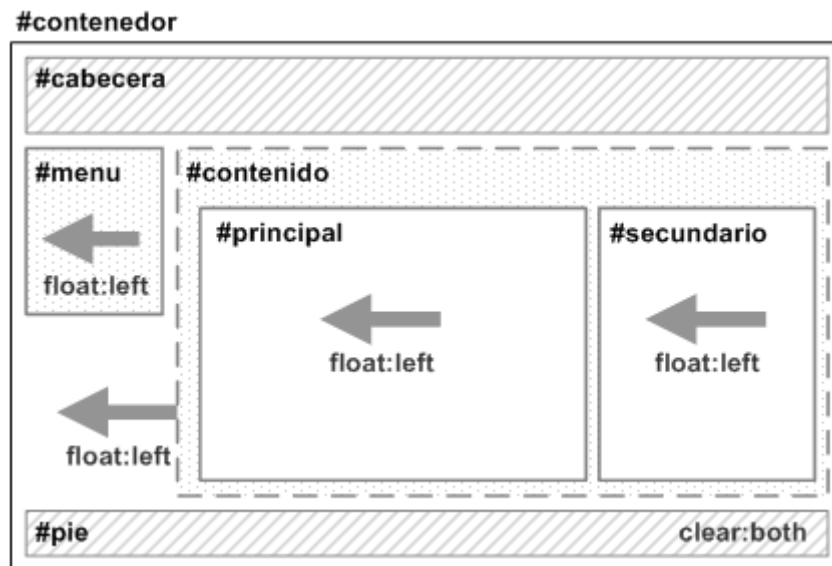 #contenedor
#cabecera
#menu
float:left
#contenido
#principal
float:left
#secundario
float:left
float:left
#pie
clear:both